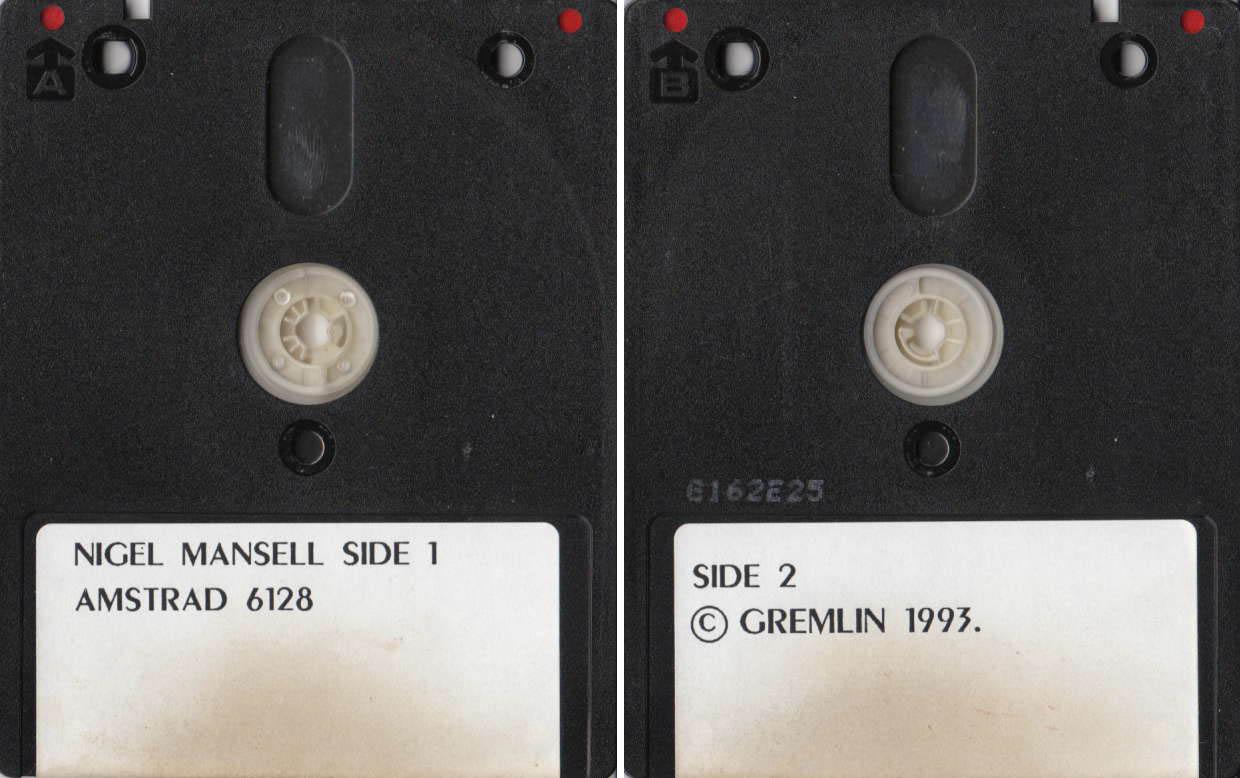 A
NIGEL MANSELL SIDE 1
AMSTRAD 6128
B
6162E25
SIDE 2
© GREMLIN 1993.